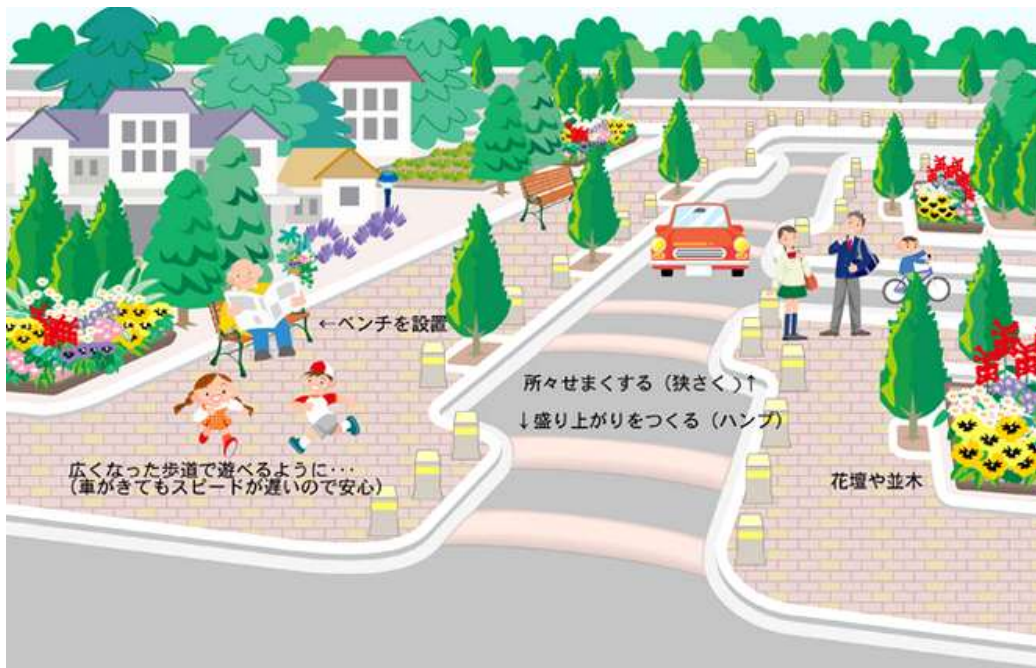 ←ベンチを設置
所々せまくする（狭さく）↑
↓盛り上がりをつくる（ハンプ）
広くなった歩道で遊べるように･･･
（車がきてもスピードが遅いので安心）
花壇や並木